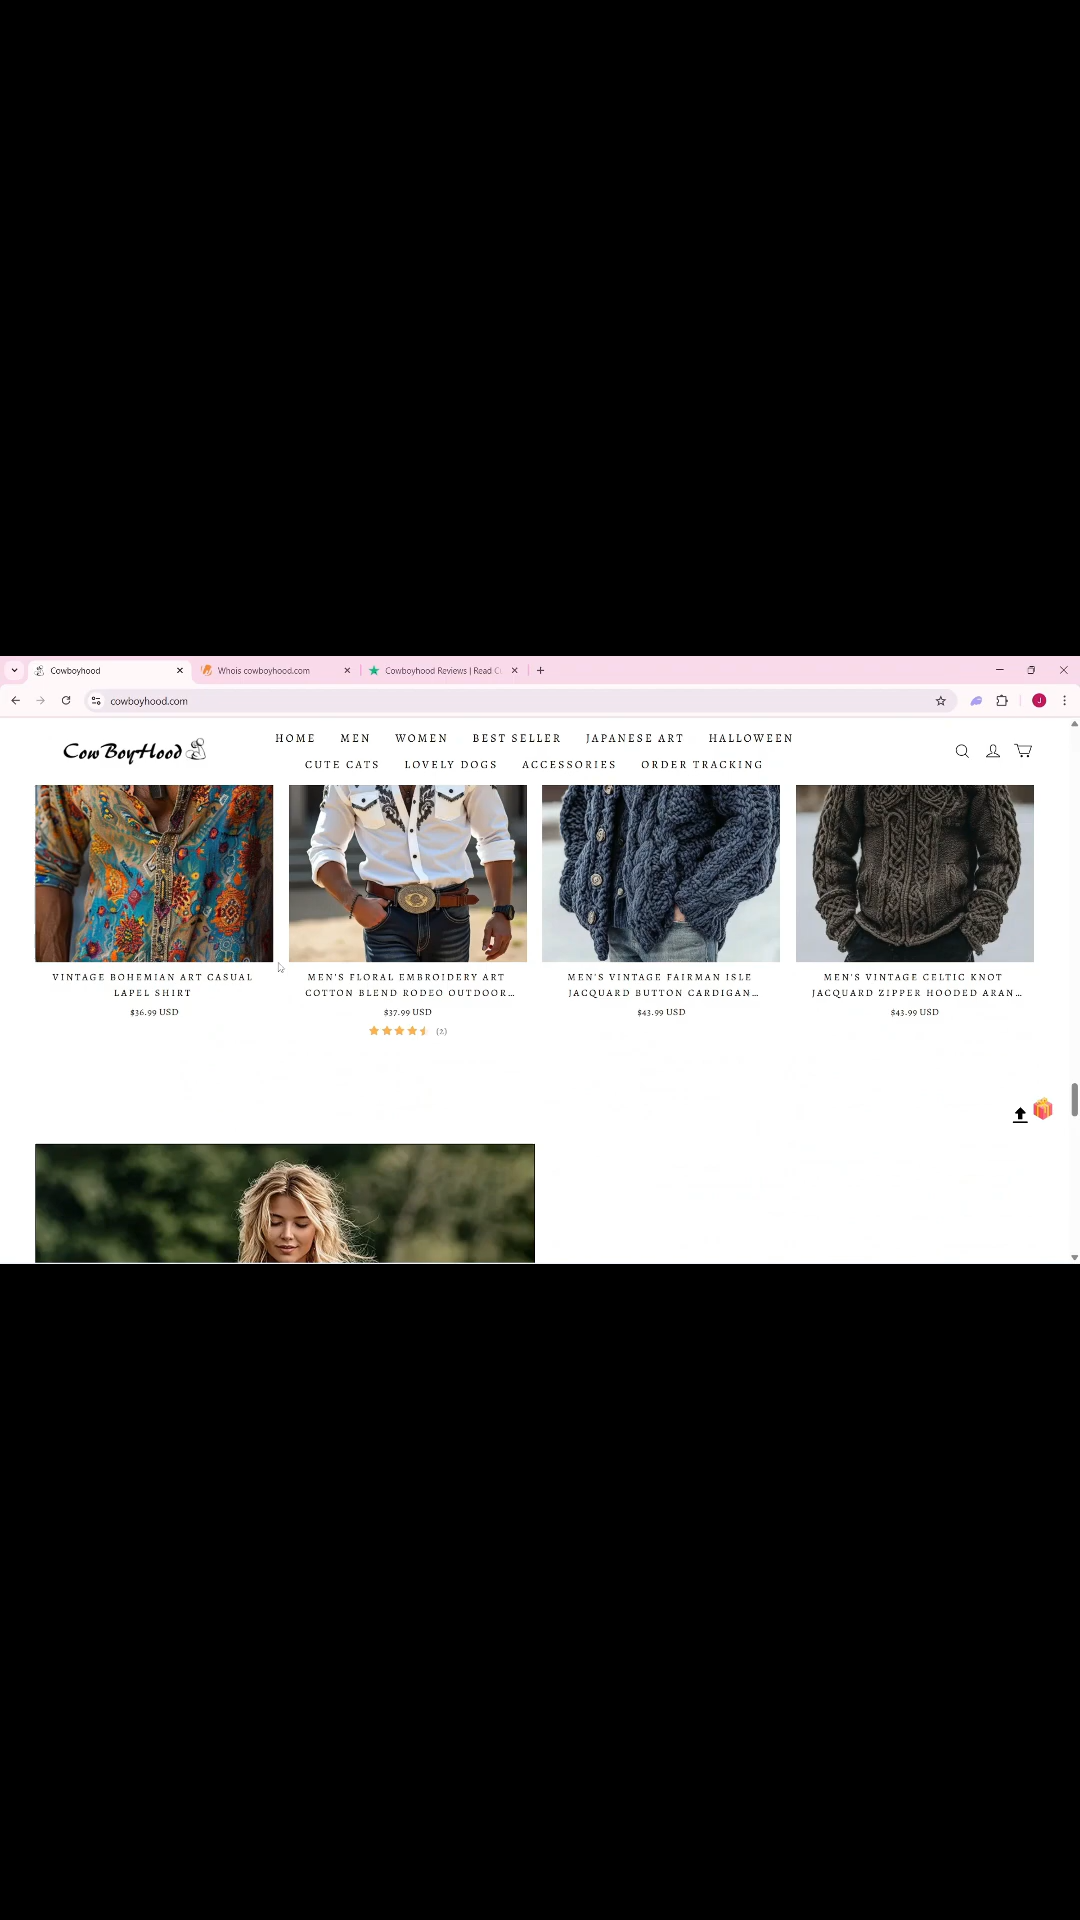 Cowboyhood
Whois cowboyhood.com
Cowboyhood Reviews | Read C
J
cowboyhood.com
CowBoyHood
HOME MEN WOMEN BEST SELLER JAPANESE ART HALLOWEEN
CUTE CATS LOVELY DOGS ACCESSORIES ORDER TRACKING
VINTAGE BOHEMIAN ART CASUAL
LAPEL SHIRT
$36.99 USD
MEN'S FLORAL EMBROIDERY ART
COTTON BLEND RODEO OUTDOOR...
$37.99 USD
(2)
MEN'S VINTAGE FAIRMAN ISLE
JACQUARD BUTTON CARDIGAN...
$43.99 USD
MEN'S VINTAGE CELTIC KNOT
JACQUARD ZIPPER HOODED ARAN...
$43.99 USD